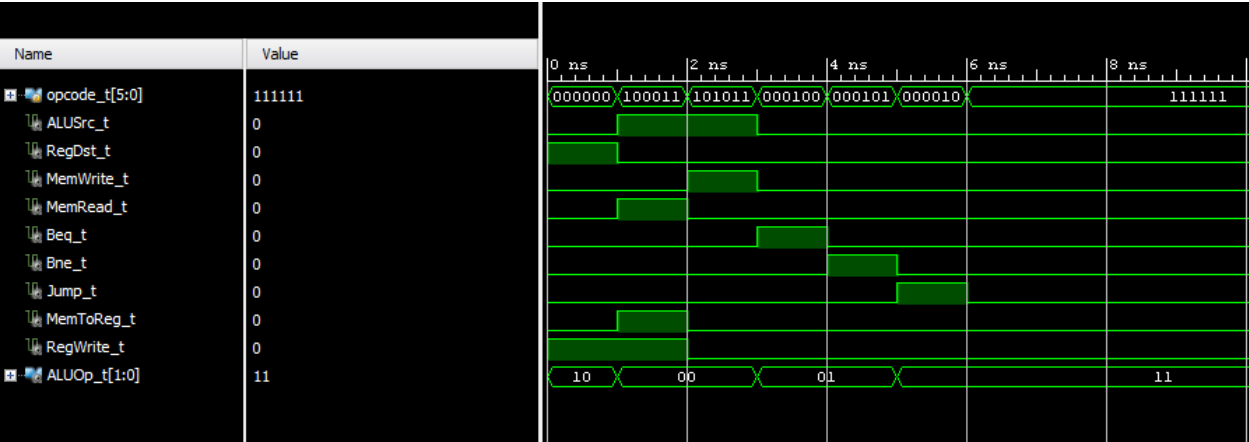 Name Value
0 ns 2 ns 4 ns 6 ns 8 ns
opcode_t[5:0] 111111 000000 100011 101011 000100 000101 000010 111111
ALUSrc_t 0
RegDst_t 0
MemWrite_t 0
MemRead_t 0
Beq_t 0
Bne_t 0
Jump_t 0
MemToReg_t 0
RegWrite_t 0
ALUOp_t[1:0] 11 10 00 01 11